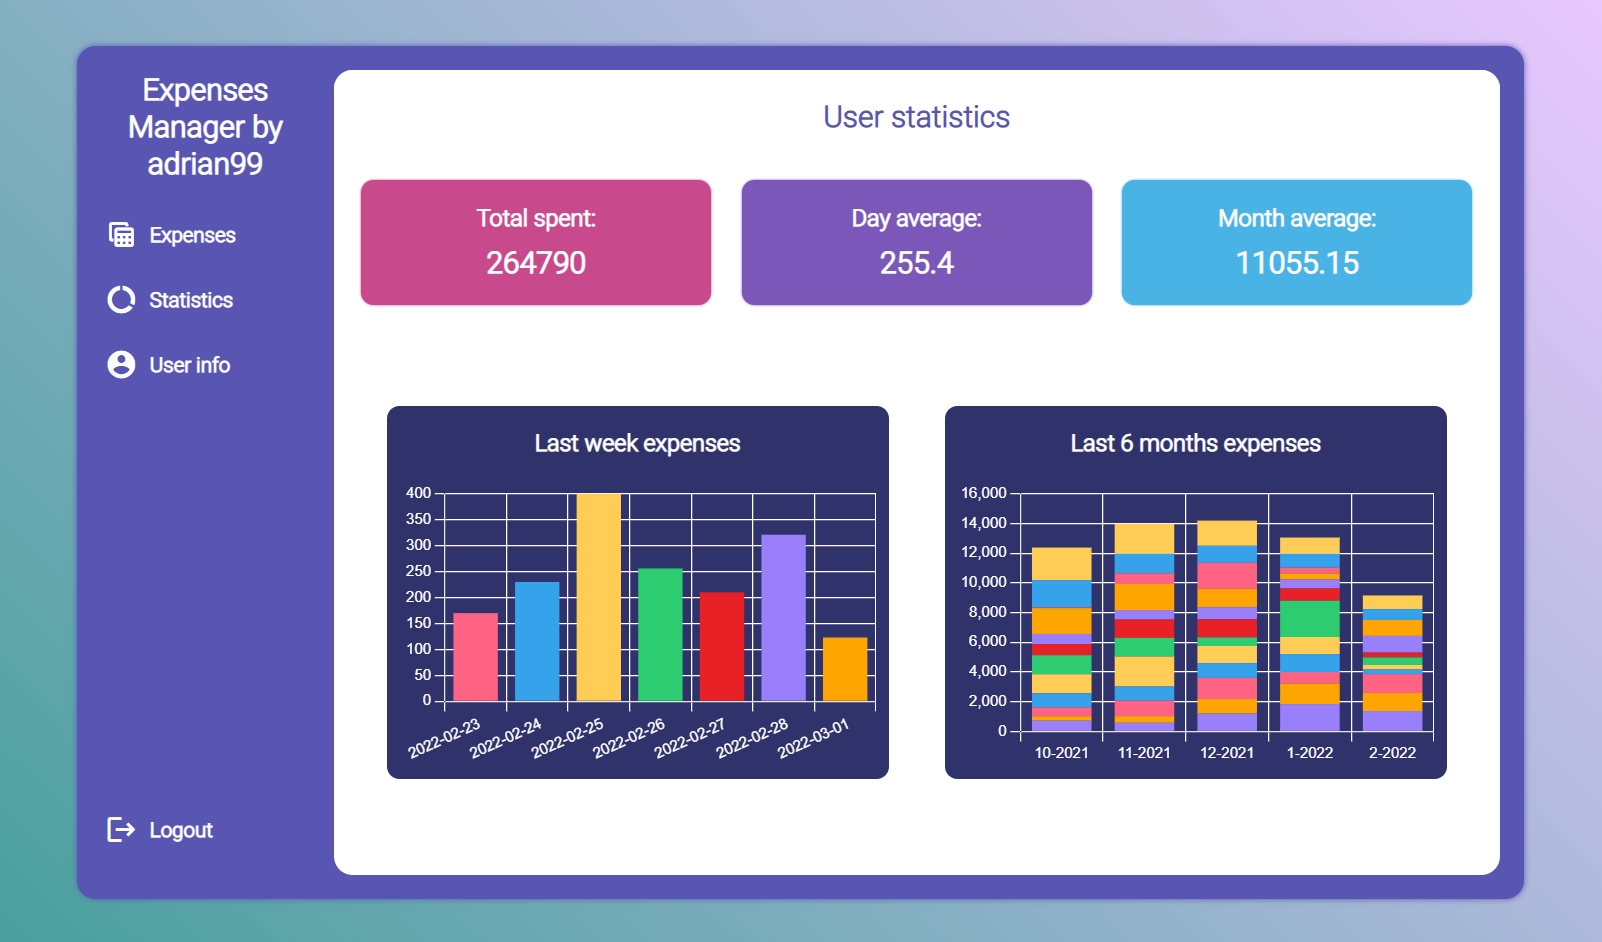 Expenses
Manager by
adrian99
Expenses
Statistics
User info
Logout
User statistics
Total spent:
264790
Day average:
255.4
Month average:
11055.15
Last week expenses
400
350
300
250
200
150
100
50
0
2022-02-23
2022-02-24
2022-02-25
2022-02-26
2022-02-27
2022-02-28
2022-03-01
Last 6 months expenses
16,000
14,000
12,000
10,000
8,000
6,000
4,000
2,000
0
10-2021
11-2021
12-2021
1-2022
2-2022